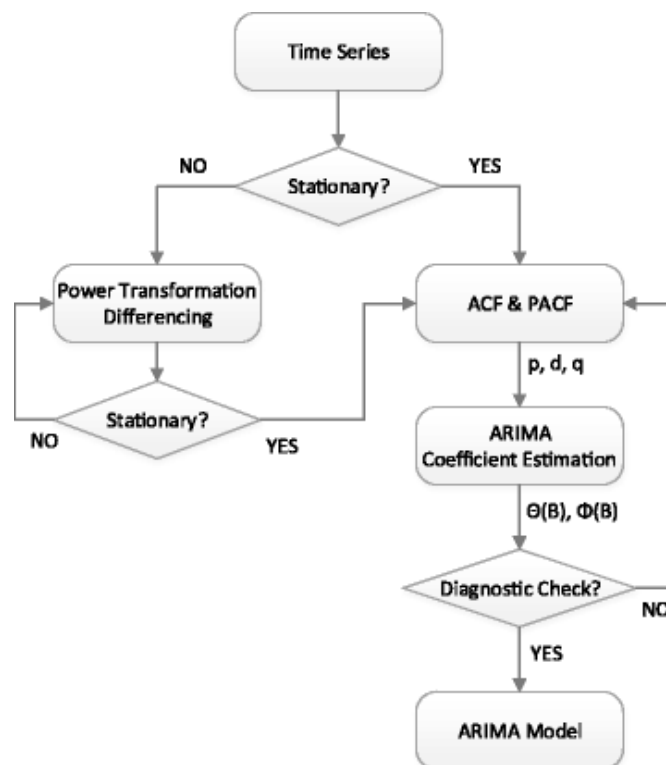 Time Series
NO
YES
Stationary?
Power Transformation
Differencing
ACF & PACF
p, d, q
Stationary?
NO
YES
ARIMA
Coefficient Estimation
Θ(B), Φ(B)
Diagnostic Check?
NO
YES
ARIMA Model